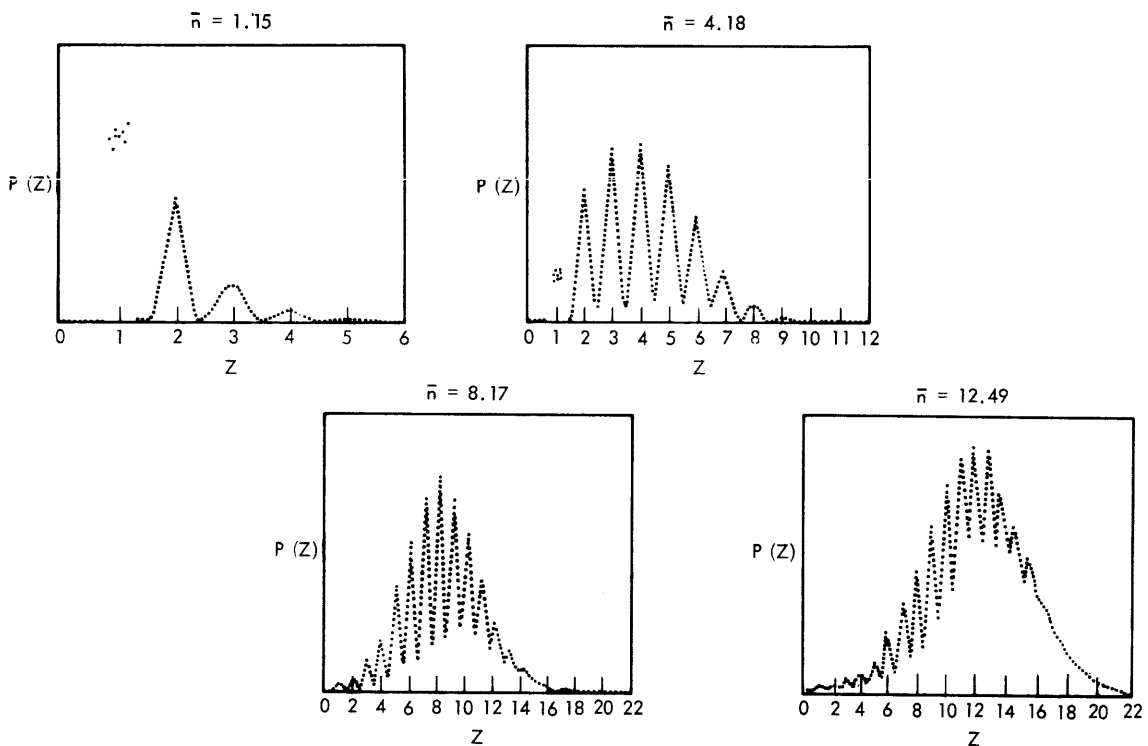 n̄ = 1.15
P̄ (Z)
0 1 2 3 4 5 6
Z
n̄ = 4.18
P (Z)
0 1 2 3 4 5 6 7 8 9 10 11 12
Z
n̄ = 8.17
P (Z)
0 2 4 6 8 10 12 14 16 18 20 22
Z
n̄ = 12.49
P (Z)
0 2 4 6 8 10 12 14 16 18 20 22
Z